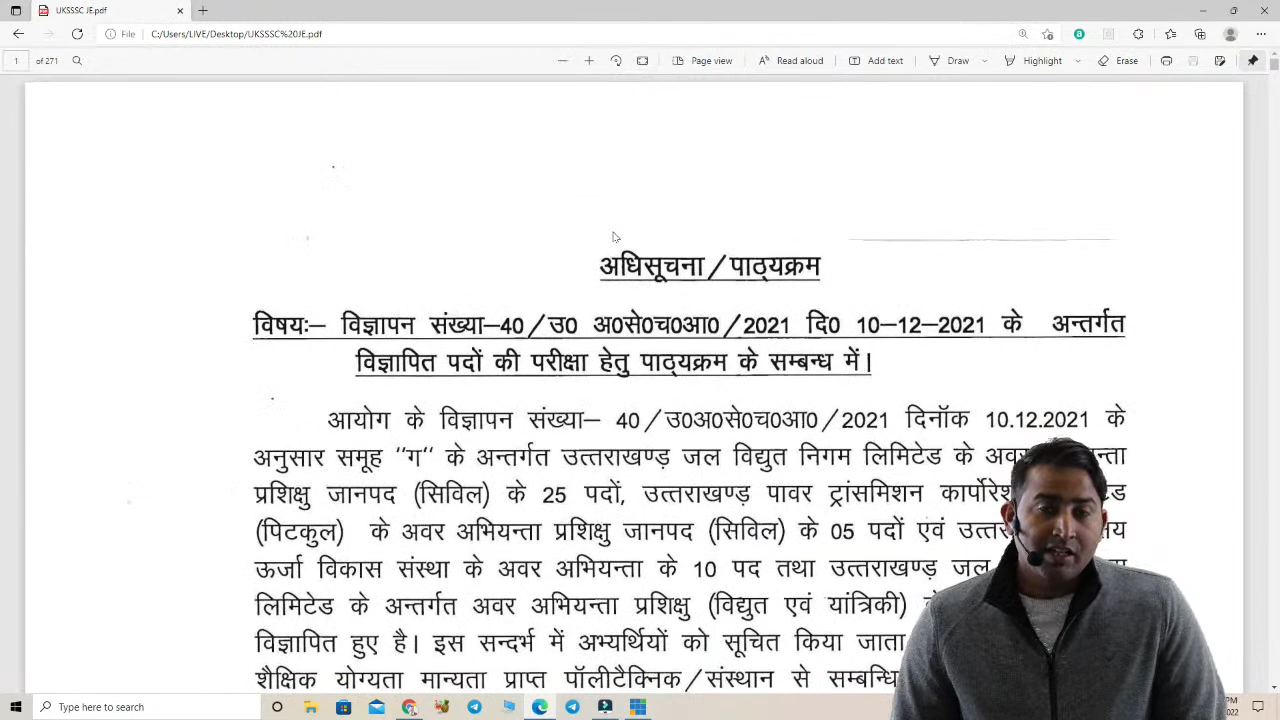 UKSSSC JE.pdf
File C:/Users/LIVE/Desktop/UKSSSC%20JE.pdf
1 of 271 Page view Read aloud Add text Draw Highlight Erase
अधिसूचना/पाठ्यक्रम
विषयः– विज्ञापन संख्या–40/उ0 अ0से0च0आ0/2021 दि0 10–12–2021 के अन्तर्गत
विज्ञापित पदों की परीक्षा हेतु पाठ्यक्रम के सम्बन्ध में।
आयोग के विज्ञापन संख्या– 40/उ0अ0से0च0आ0/2021 दिनॉक 10.12.2021 के
अनुसार समूह ''ग'' के अन्तर्गत उत्तराखण्ड़ जल विद्युत निगम लिमिटेड के
प्रशिक्षु जानपद (सिविल) के 25 पदों, उत्तराखण्ड़ पावर ट्रांसमिशन
(पिटकुल) के अवर अभियन्ता प्रशिक्षु जानपद (सिविल) के 05 पदों एवं
ऊर्जा विकास संस्था के अवर अभियन्ता के 10 पद तथा उत्तराखण्ड़ जल
लिमिटेड के अन्तर्गत अवर अभियन्ता प्रशिक्षु (विद्युत एवं यांत्रिकी)
विज्ञापित हुए है। इस सन्दर्भ में अभ्यर्थियों को सूचित किया जाता
शैक्षिक योग्यता मान्यता प्राप्त पॉलीटैक्निक/संस्थान से
Type here to search